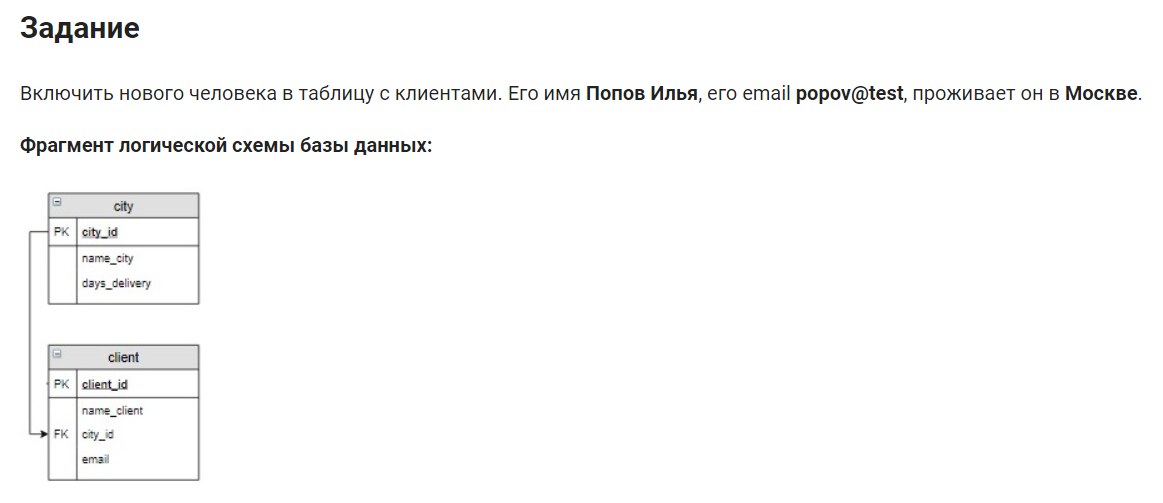 Задание
Включить нового человека в таблицу с клиентами. Его имя Попов Илья, его email popov@test, проживает он в Москве.
Фрагмент логической схемы базы данных:
city
PK city_id
name_city
days_delivery
client
PK client_id
name_client
FK city_id
email